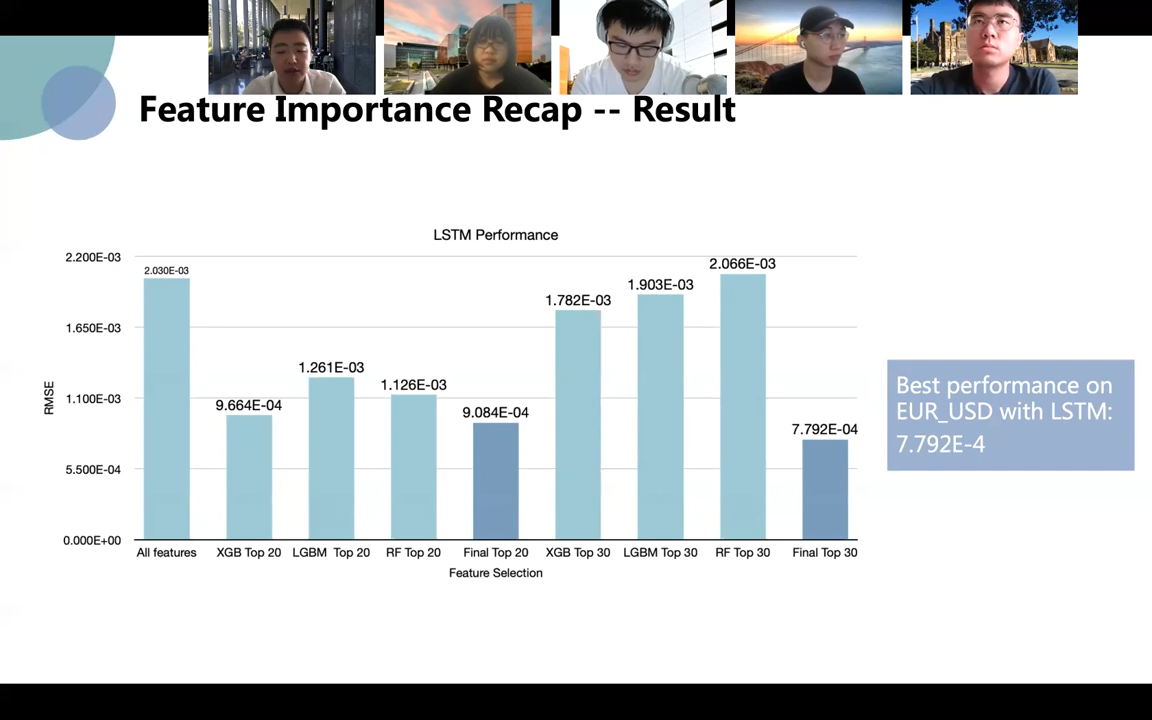 Feature Importance Recap -- Result
LSTM Performance
2.200E-03
1.650E-03
1.100E-03
5.500E-04
0.000E+00
RMSE
2.030E-03
9.664E-04
1.261E-03
1.126E-03
9.084E-04
1.782E-03
1.903E-03
2.066E-03
7.792E-04
All features
XGB Top 20
LGBM Top 20
RF Top 20
Final Top 20
XGB Top 30
LGBM Top 30
RF Top 30
Final Top 30
Feature Selection
Best performance on
EUR_USD with LSTM:
7.792E-4